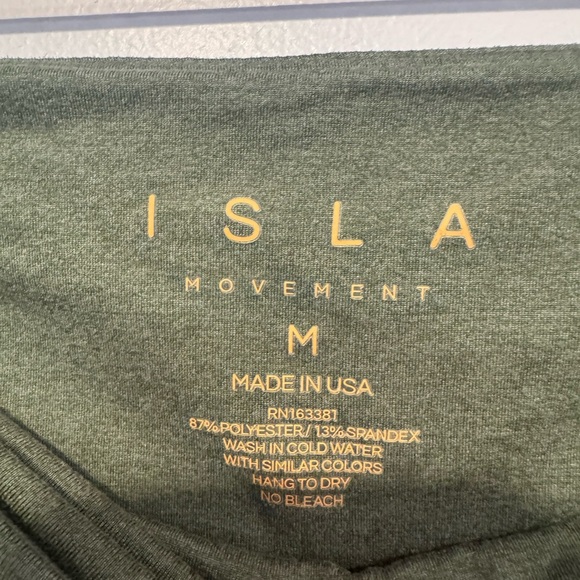 ISLA
MOVEMENT
M
MADE IN USA
RN163381
87%POLYESTER/ 13%SPANDEX
WASH IN COLD WATER
WITH SIMILAR COLORS
HANG TO DRY
NO BLEACH